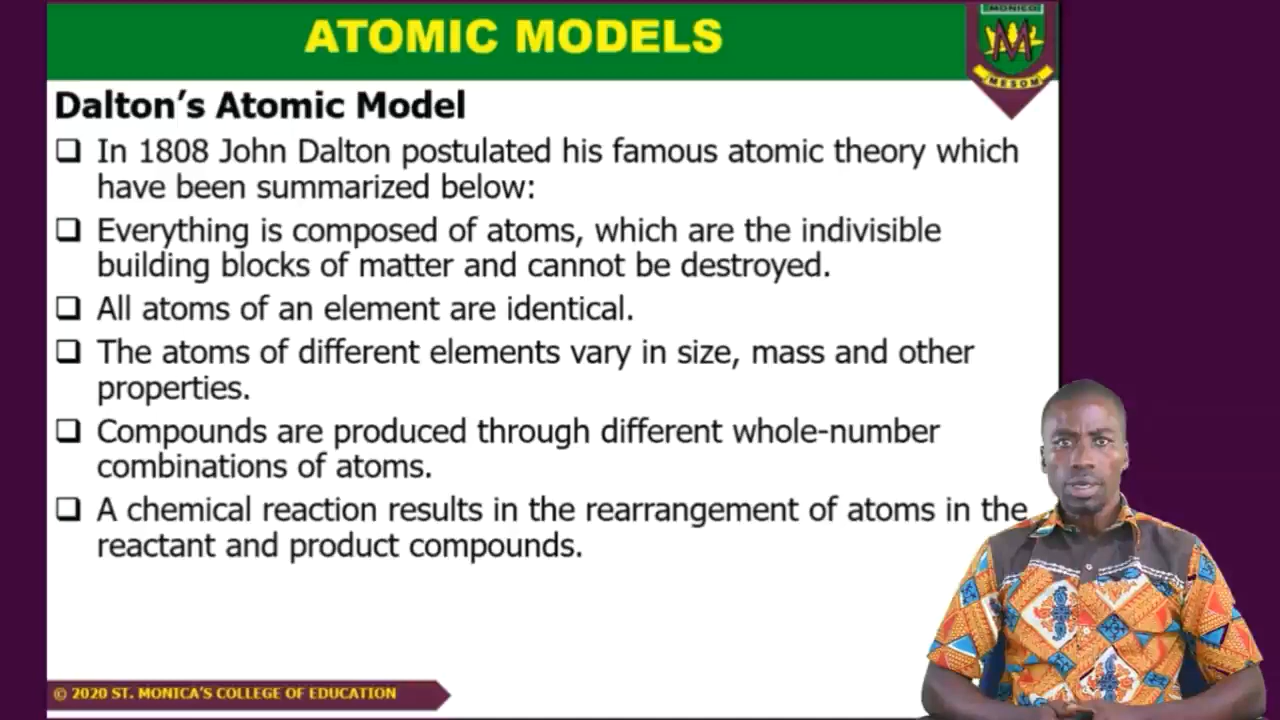 ATOMIC MODELS
MONICO
M
MESOM
Dalton's Atomic Model
❑ In 1808 John Dalton postulated his famous atomic theory which
have been summarized below:
❑ Everything is composed of atoms, which are the indivisible
building blocks of matter and cannot be destroyed.
❑ All atoms of an element are identical.
❑ The atoms of different elements vary in size, mass and other
properties.
❑ Compounds are produced through different whole-number
combinations of atoms.
❑ A chemical reaction results in the rearrangement of atoms in the
reactant and product compounds.
© 2020 ST. MONICA'S COLLEGE OF EDUCATION